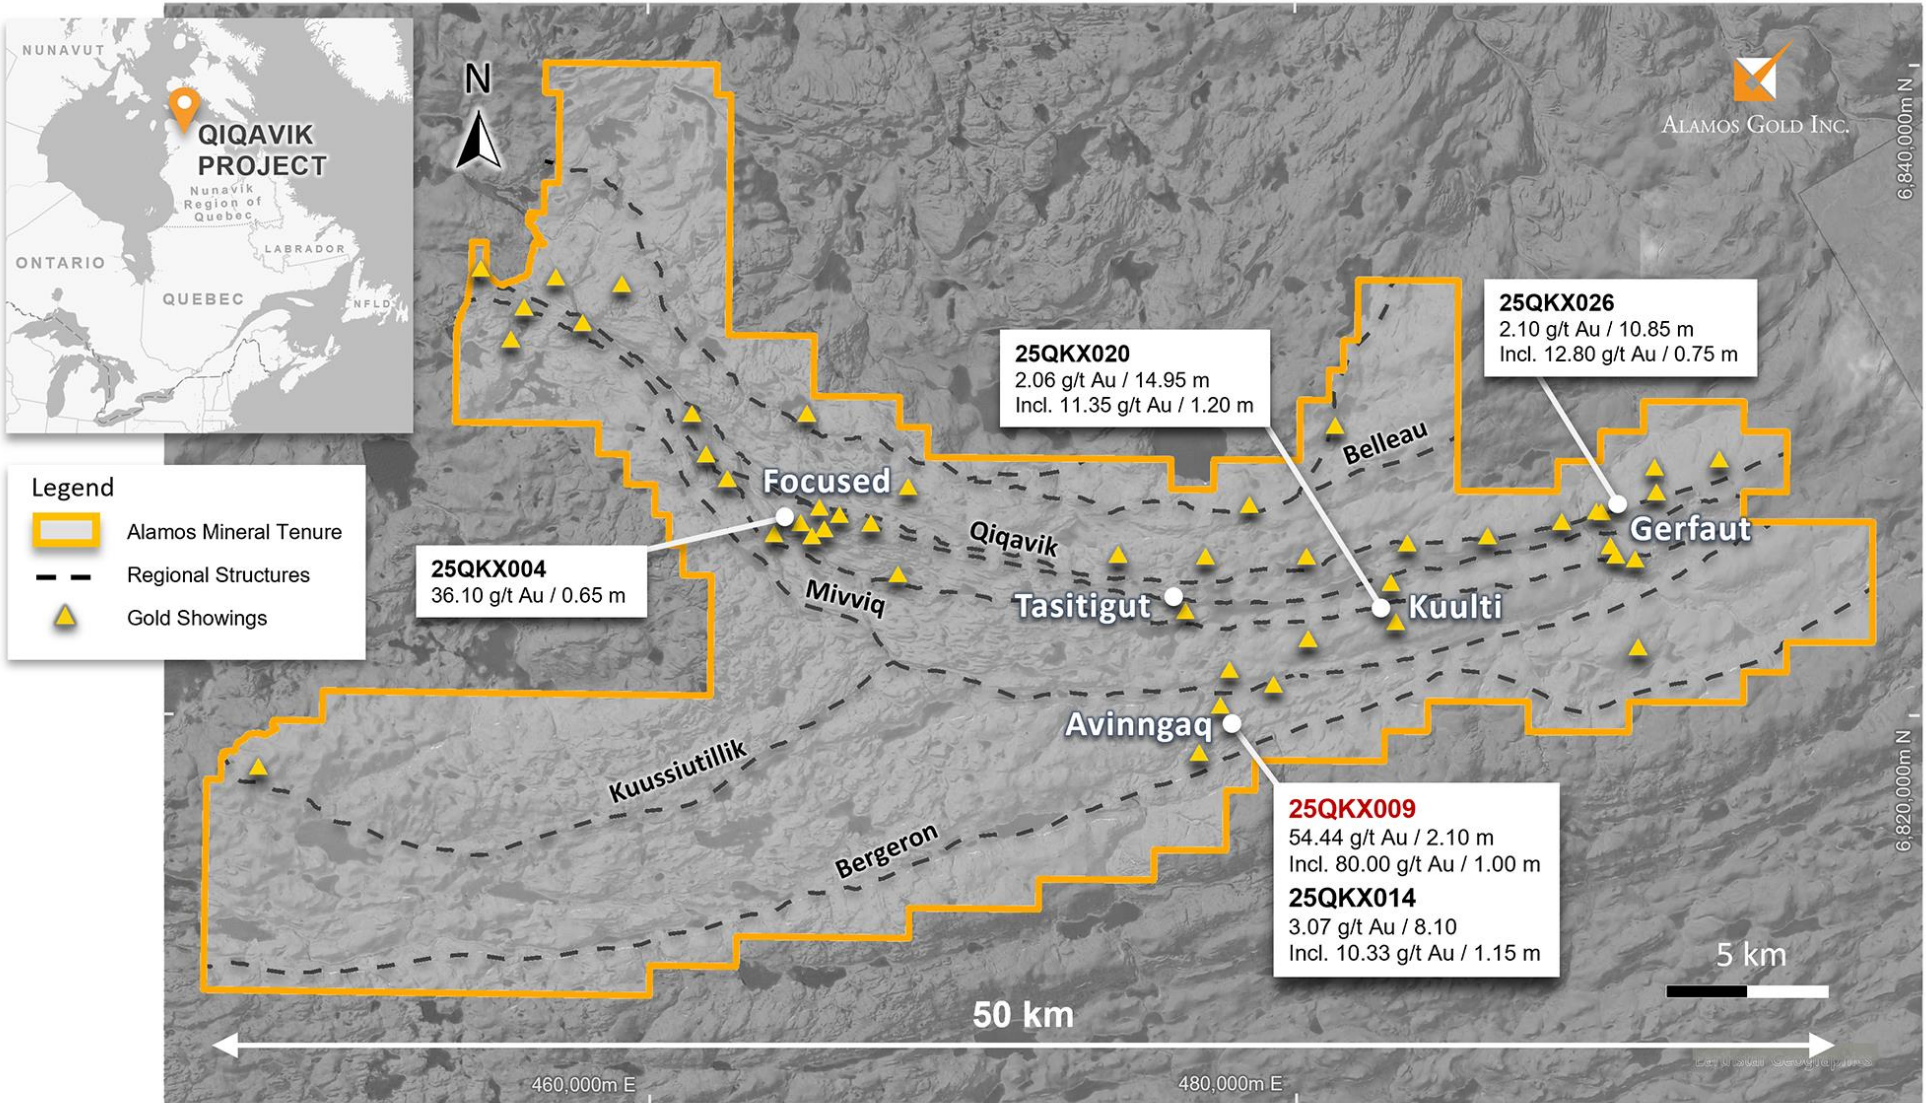 NUNAVUT
QIQAVIK
PROJECT
Nunavik
Region of
Quebec
LABRADOR
ONTARIO
QUEBEC
NFLD
N
ALAMOS GOLD INC.
6,840,000m N
Legend
Alamos Mineral Tenure
Regional Structures
Gold Showings
25QKX026
2.10 g/t Au / 10.85 m
Incl. 12.80 g/t Au / 0.75 m
25QKX020
2.06 g/t Au / 14.95 m
Incl. 11.35 g/t Au / 1.20 m
Belleau
Focused
Qiqavik
Gerfaut
25QKX004
36.10 g/t Au / 0.65 m
Mivviq
Tasitigut
Kuulti
Avinngaq
Kuussiutillik
Bergeron
25QKX009
54.44 g/t Au / 2.10 m
Incl. 80.00 g/t Au / 1.00 m
25QKX014
3.07 g/t Au / 8.10
Incl. 10.33 g/t Au / 1.15 m
6,820,000m N
5 km
50 km
460,000m E
480,000m E